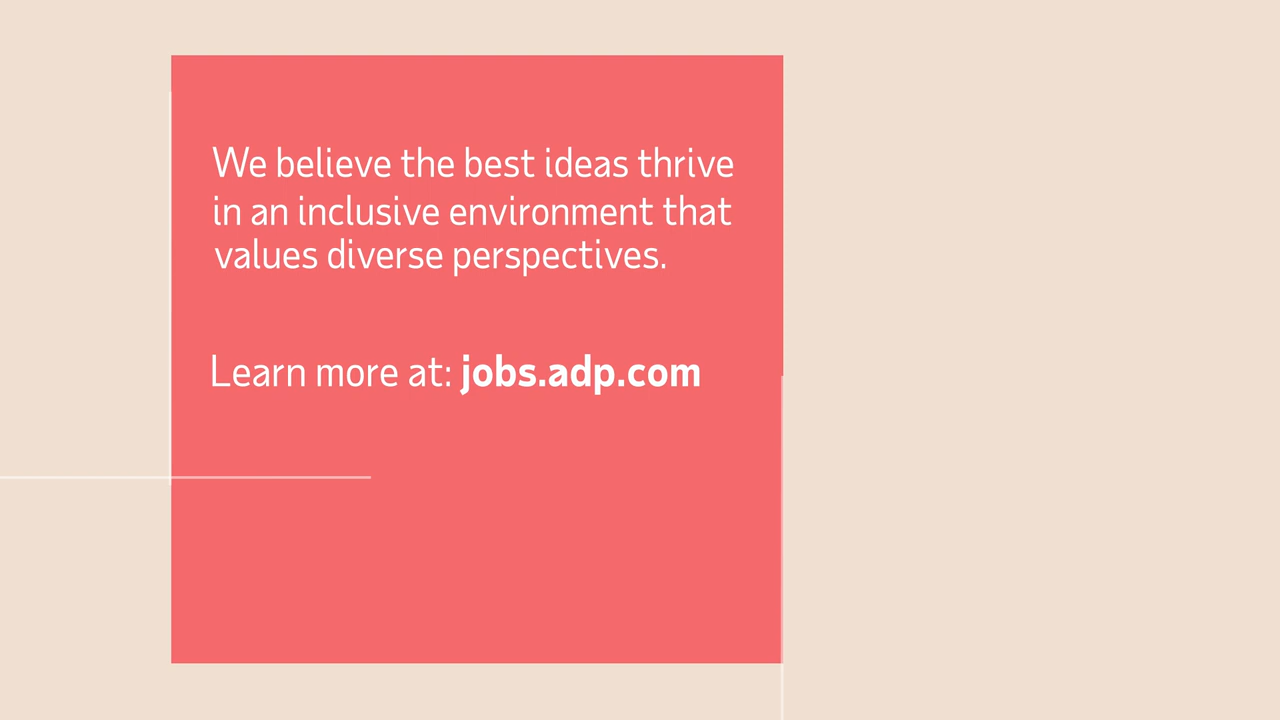 We believe the best ideas thrive
in an inclusive environment that
values diverse perspectives.
Learn more at: jobs.adp.com